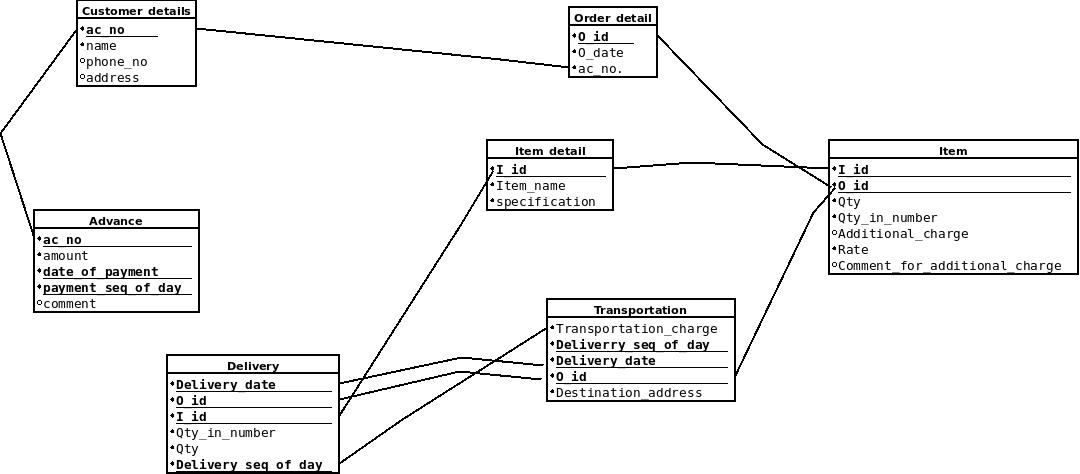 Customer details
ac_no
name
phone_no
address
Order detail
O_id
O_date
ac_no.
Item detail
I_id
Item_name
specification
Item
I_id
O_id
Qty
Qty_in_number
Additional_charge
Rate
Comment_for_additional_charge
Advance
ac_no
amount
date_of_payment
payment_seq_of_day
comment
Transportation
Transportation_charge
Deliverry_seq_of_day
Delivery_date
O_id
Destination_address
Delivery
Delivery_date
O_id
I_id
Qty_in_number
Qty
Delivery_seq_of_day